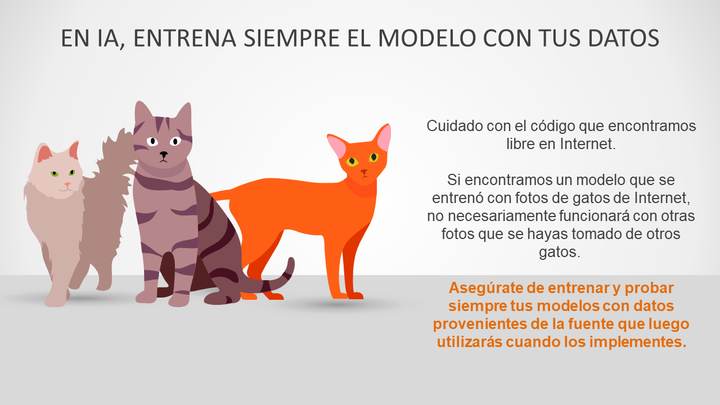 EN IA, ENTRENA SIEMPRE EL MODELO CON TUS DATOS
Cuidado con el código que encontramos
libre en Internet.
Si encontramos un modelo que se
entrenó con fotos de gatos de Internet,
no necesariamente funcionará con otras
fotos que se hayas tomado de otros
gatos.
Asegúrate de entrenar y probar
siempre tus modelos con datos
provenientes de la fuente que luego
utilizarás cuando los implementes.